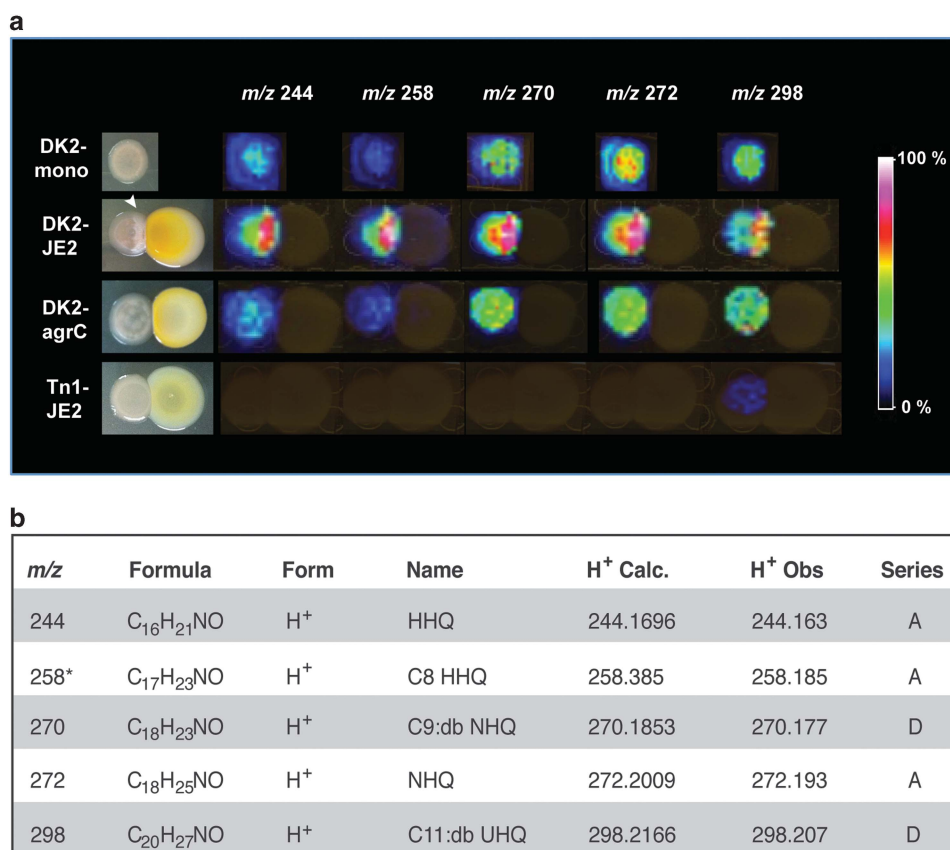 a
m/z 244 m/z 258 m/z 270 m/z 272 m/z 298
DK2-
mono
DK2-
JE2
DK2-
agrC
Tn1-
JE2
100 %
0 %
b
m/z Formula Form Name H+ Calc. H+ Obs Series
244 C16H21NO H+ HHQ 244.1696 244.163 A
258* C17H23NO H+ C8 HHQ 258.385 258.185 A
270 C18H23NO H+ C9:db NHQ 270.1853 270.177 D
272 C18H25NO H+ NHQ 272.2009 272.193 A
298 C20H27NO H+ C11:db UHQ 298.2166 298.207 D